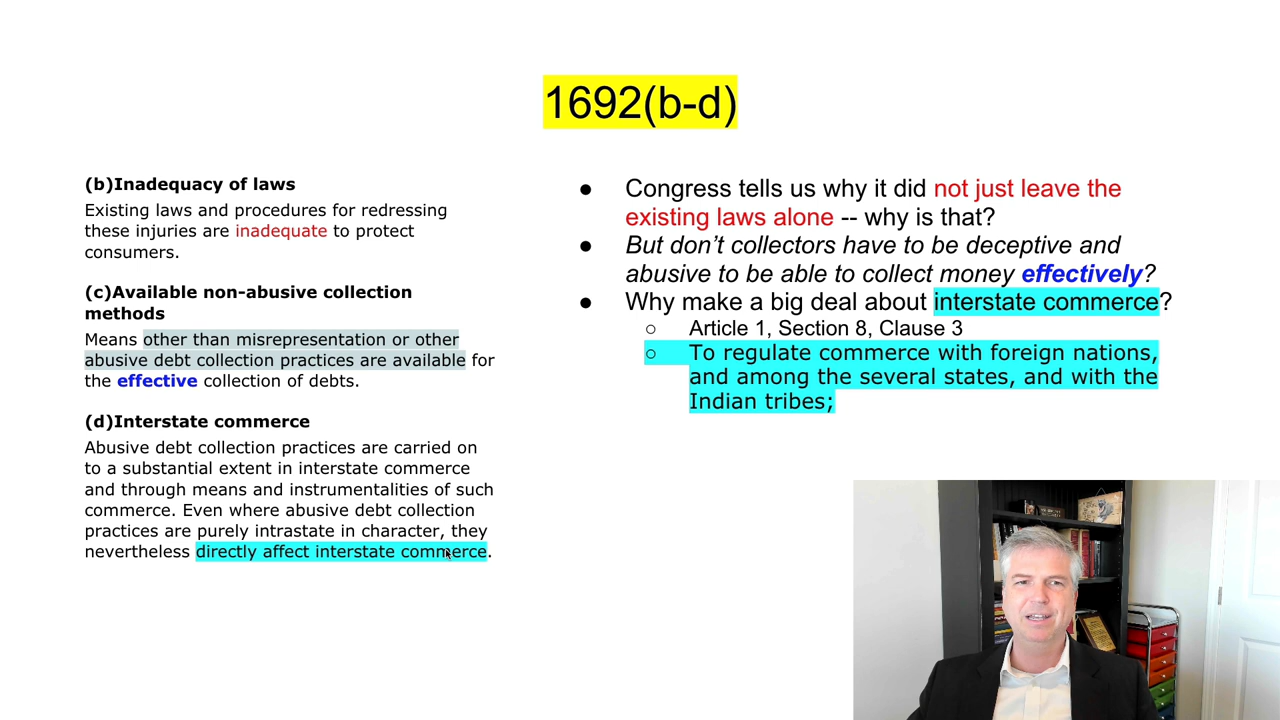 1692(b-d)
(b)Inadequacy of laws
Existing laws and procedures for redressing
these injuries are inadequate to protect
consumers.
(c)Available non-abusive collection
methods
Means other than misrepresentation or other
abusive debt collection practices are available for
the effective collection of debts.
(d)Interstate commerce
Abusive debt collection practices are carried on
to a substantial extent in interstate commerce
and through means and instrumentalities of such
commerce. Even where abusive debt collection
practices are purely intrastate in character, they
nevertheless directly affect interstate commerce.
● Congress tells us why it did not just leave the
existing laws alone -- why is that?
● But don’t collectors have to be deceptive and
abusive to be able to collect money effectively?
● Why make a big deal about interstate commerce?
○ Article 1, Section 8, Clause 3
○ To regulate commerce with foreign nations,
and among the several states, and with the
Indian tribes;